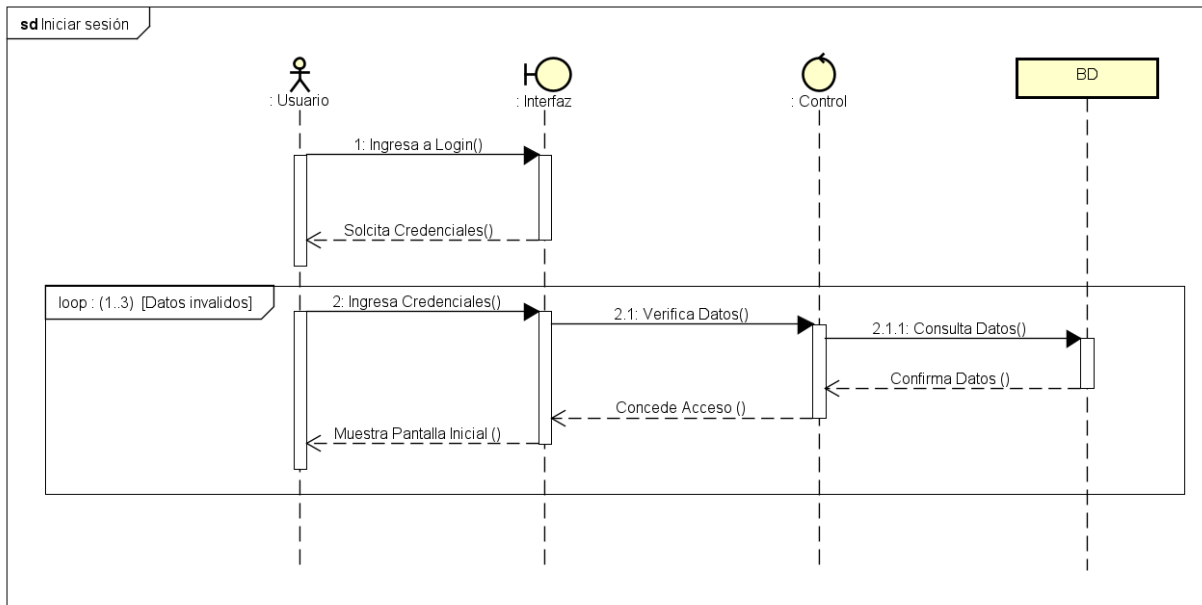 sd Iniciar sesión
: Usuario
: Interfaz
: Control
BD
1: Ingresa a Login()
Solcita Credenciales()
loop : (1..3) [Datos invalidos]
2: Ingresa Credenciales()
2.1: Verifica Datos()
2.1.1: Consulta Datos()
Confirma Datos ()
Concede Acceso ()
Muestra Pantalla Inicial ()